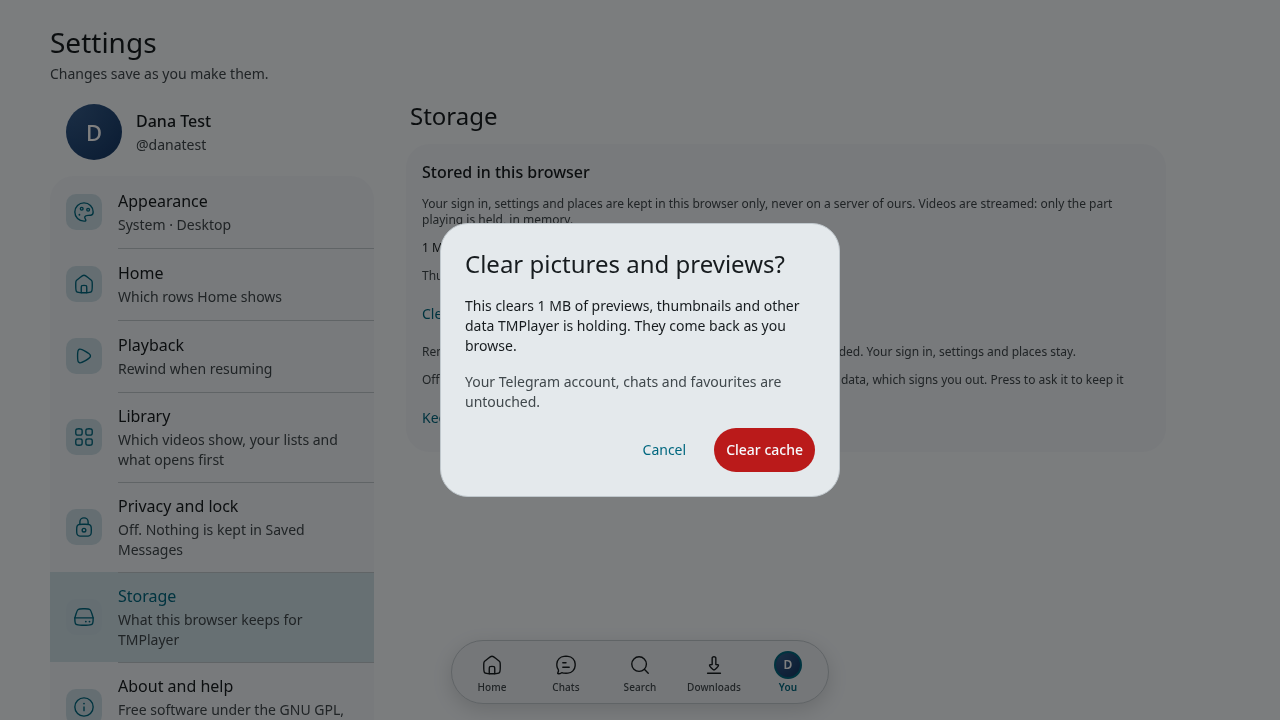 Settings
Changes save as you make them.
D
Dana Test
@danatest
Appearance
System · Desktop
Home
Which rows Home shows
Playback
Rewind when resuming
Library
Which videos show, your lists and
what opens first
Privacy and lock
Off. Nothing is kept in Saved
Messages
Storage
What this browser keeps for
TMPlayer
About and help
Free software under the GNU GPL,
Storage
Stored in this browser
Your sign in, settings and places are kept in this browser only, never on a server of ours. Videos are streamed: only the part
playing is held, in memory.
1
ded. Your sign in, settings and places stay.
Off
data, which signs you out. Press to ask it to keep it
Clear pictures and previews?
This clears 1 MB of previews, thumbnails and other
data TMPlayer is holding. They come back as you
browse.
Your Telegram account, chats and favourites are
untouched.
Cancel
Clear cache
Home
Chats
Search
Downloads
D
You